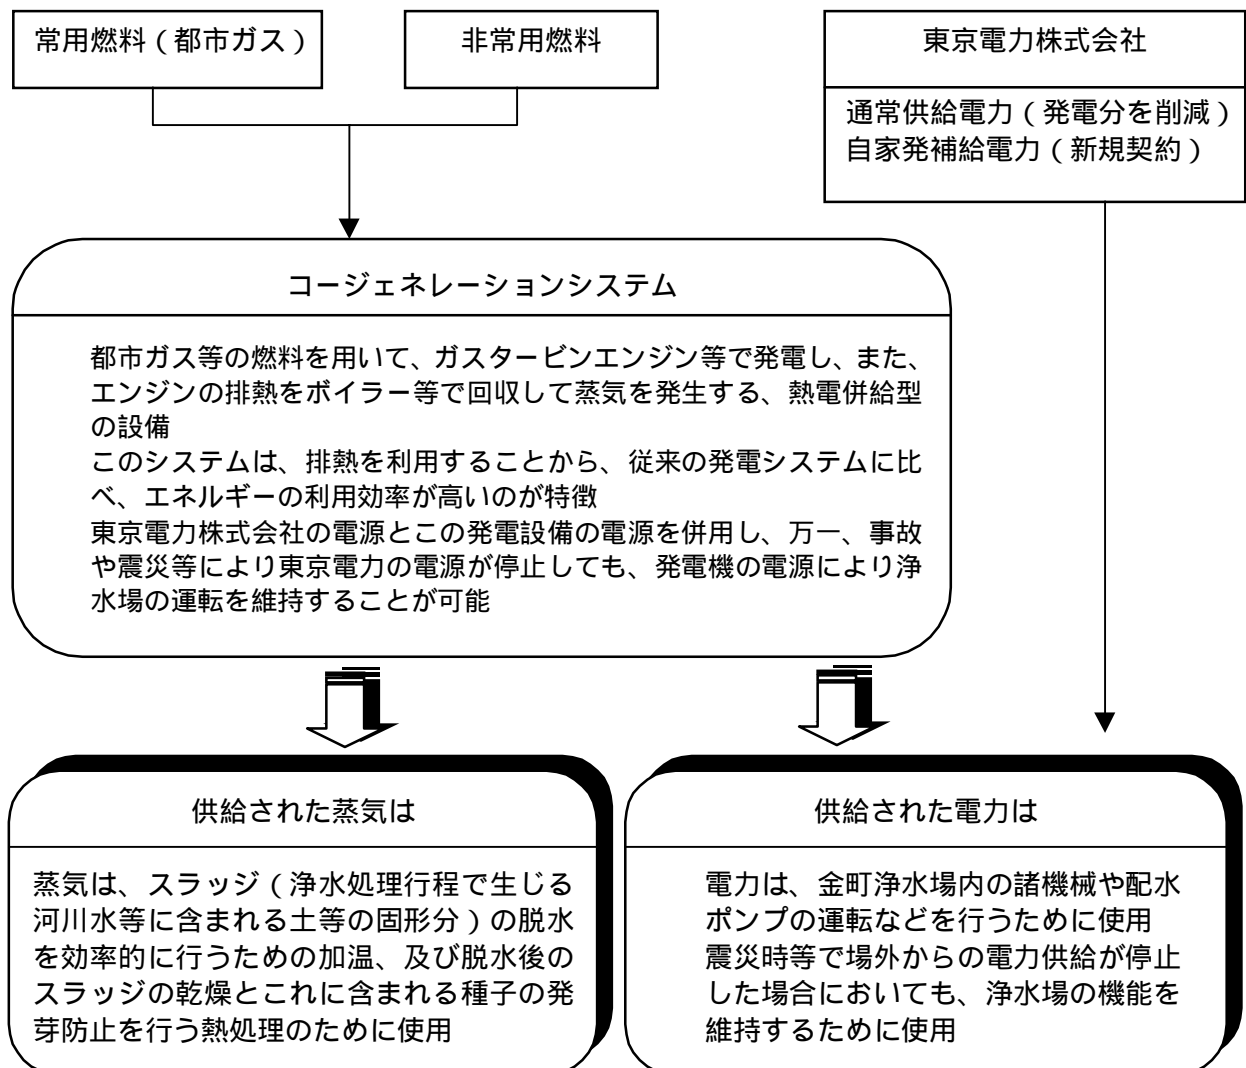 常用燃料（都市ガス）
非常用燃料
東京電力株式会社
通常供給電力（発電分を削減）
自家発補給電力（新規契約）
コージェネレーションシステム
都市ガス等の燃料を用いて、ガスタービンエンジン等で発電し、また、
エンジンの排熱をボイラー等で回収して蒸気を発生する、熱電併給型
の設備
このシステムは、排熱を利用することから、従来の発電システムに比
べ、エネルギーの利用効率が高いのが特徴
東京電力株式会社の電源とこの発電設備の電源を併用し、万一、事故
や震災等により東京電力の電源が停止しても、発電機の電源により浄
水場の運転を維持することが可能
供給された蒸気は
蒸気は、スラッジ（浄水処理行程で生じる
河川水等に含まれる土等の固形分）の脱水
を効率的に行うための加温、及び脱水後の
スラッジの乾燥とこれに含まれる種子の発
芽防止を行う熱処理のために使用
供給された電力は
電力は、金町浄水場内の諸機械や配水
ポンプの運転などを行うために使用
震災時等で場外からの電力供給が停止
した場合においても、浄水場の機能を
維持するために使用